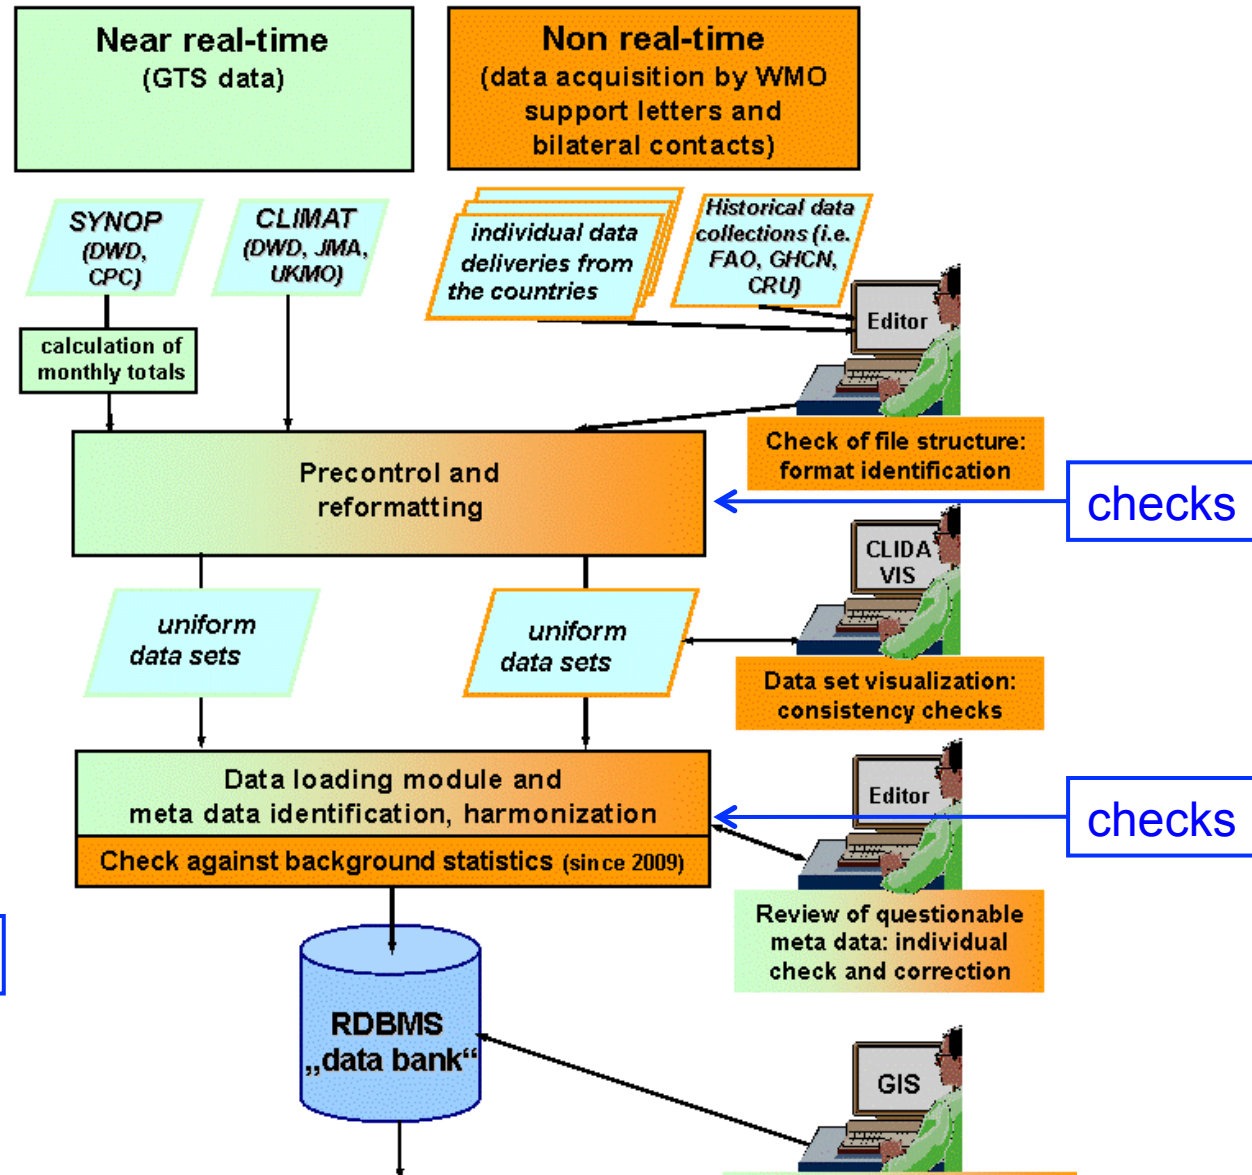 Near real-time
(GTS data)
Non real-time
(data acquisition by WMO
support letters and
bilateral contacts)
SYNOP
(DWD,
CPC)
CLIMAT
(DWD, JMA,
UKMO)
individual data
deliveries from
the countries
Historical data
collections (i.e.
FAO, GHCN,
CRU)
Editor
calculation of
monthly totals
Check of file structure:
format identification
Precontrol and
reformatting
checks
CLIDA
VIS
uniform
data sets
uniform
data sets
Data set visualization:
consistency checks
Data loading module and
meta data identification, harmonization
Check against background statistics (since 2009)
Editor
checks
Review of questionable
meta data: individual
check and correction
RDBMS
„data bank“
GIS